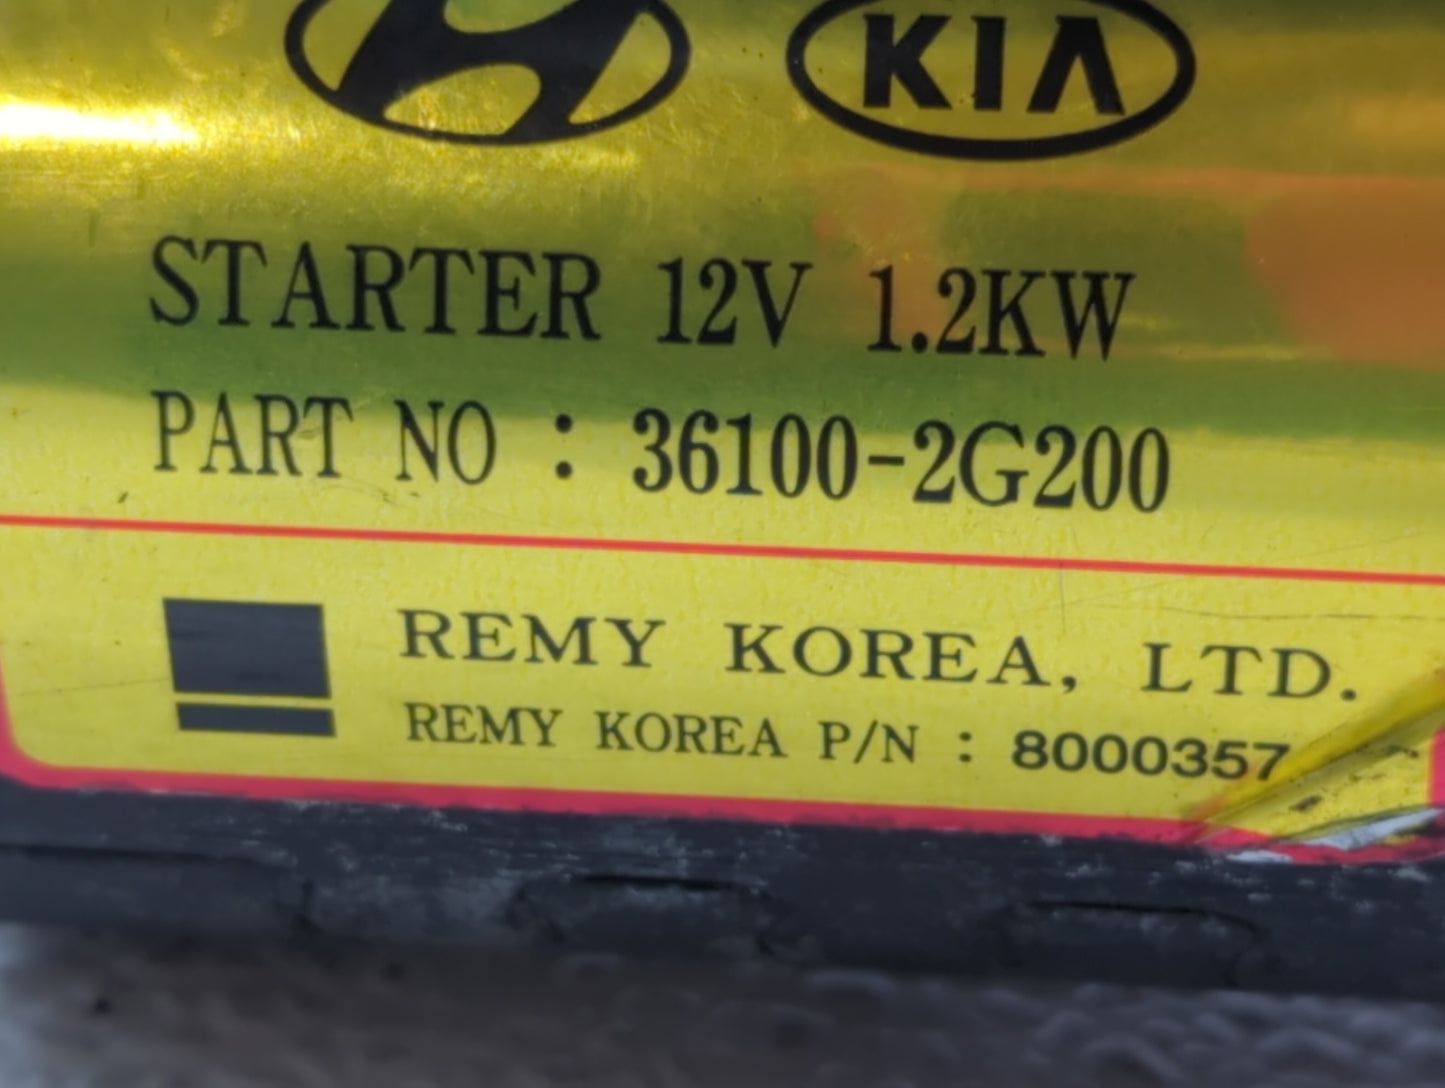 KIA
STARTER 12V 1.2KW
PART NO : 36100-2G200
REMY KOREA, LTD.
REMY KOREA P/N : 8000357